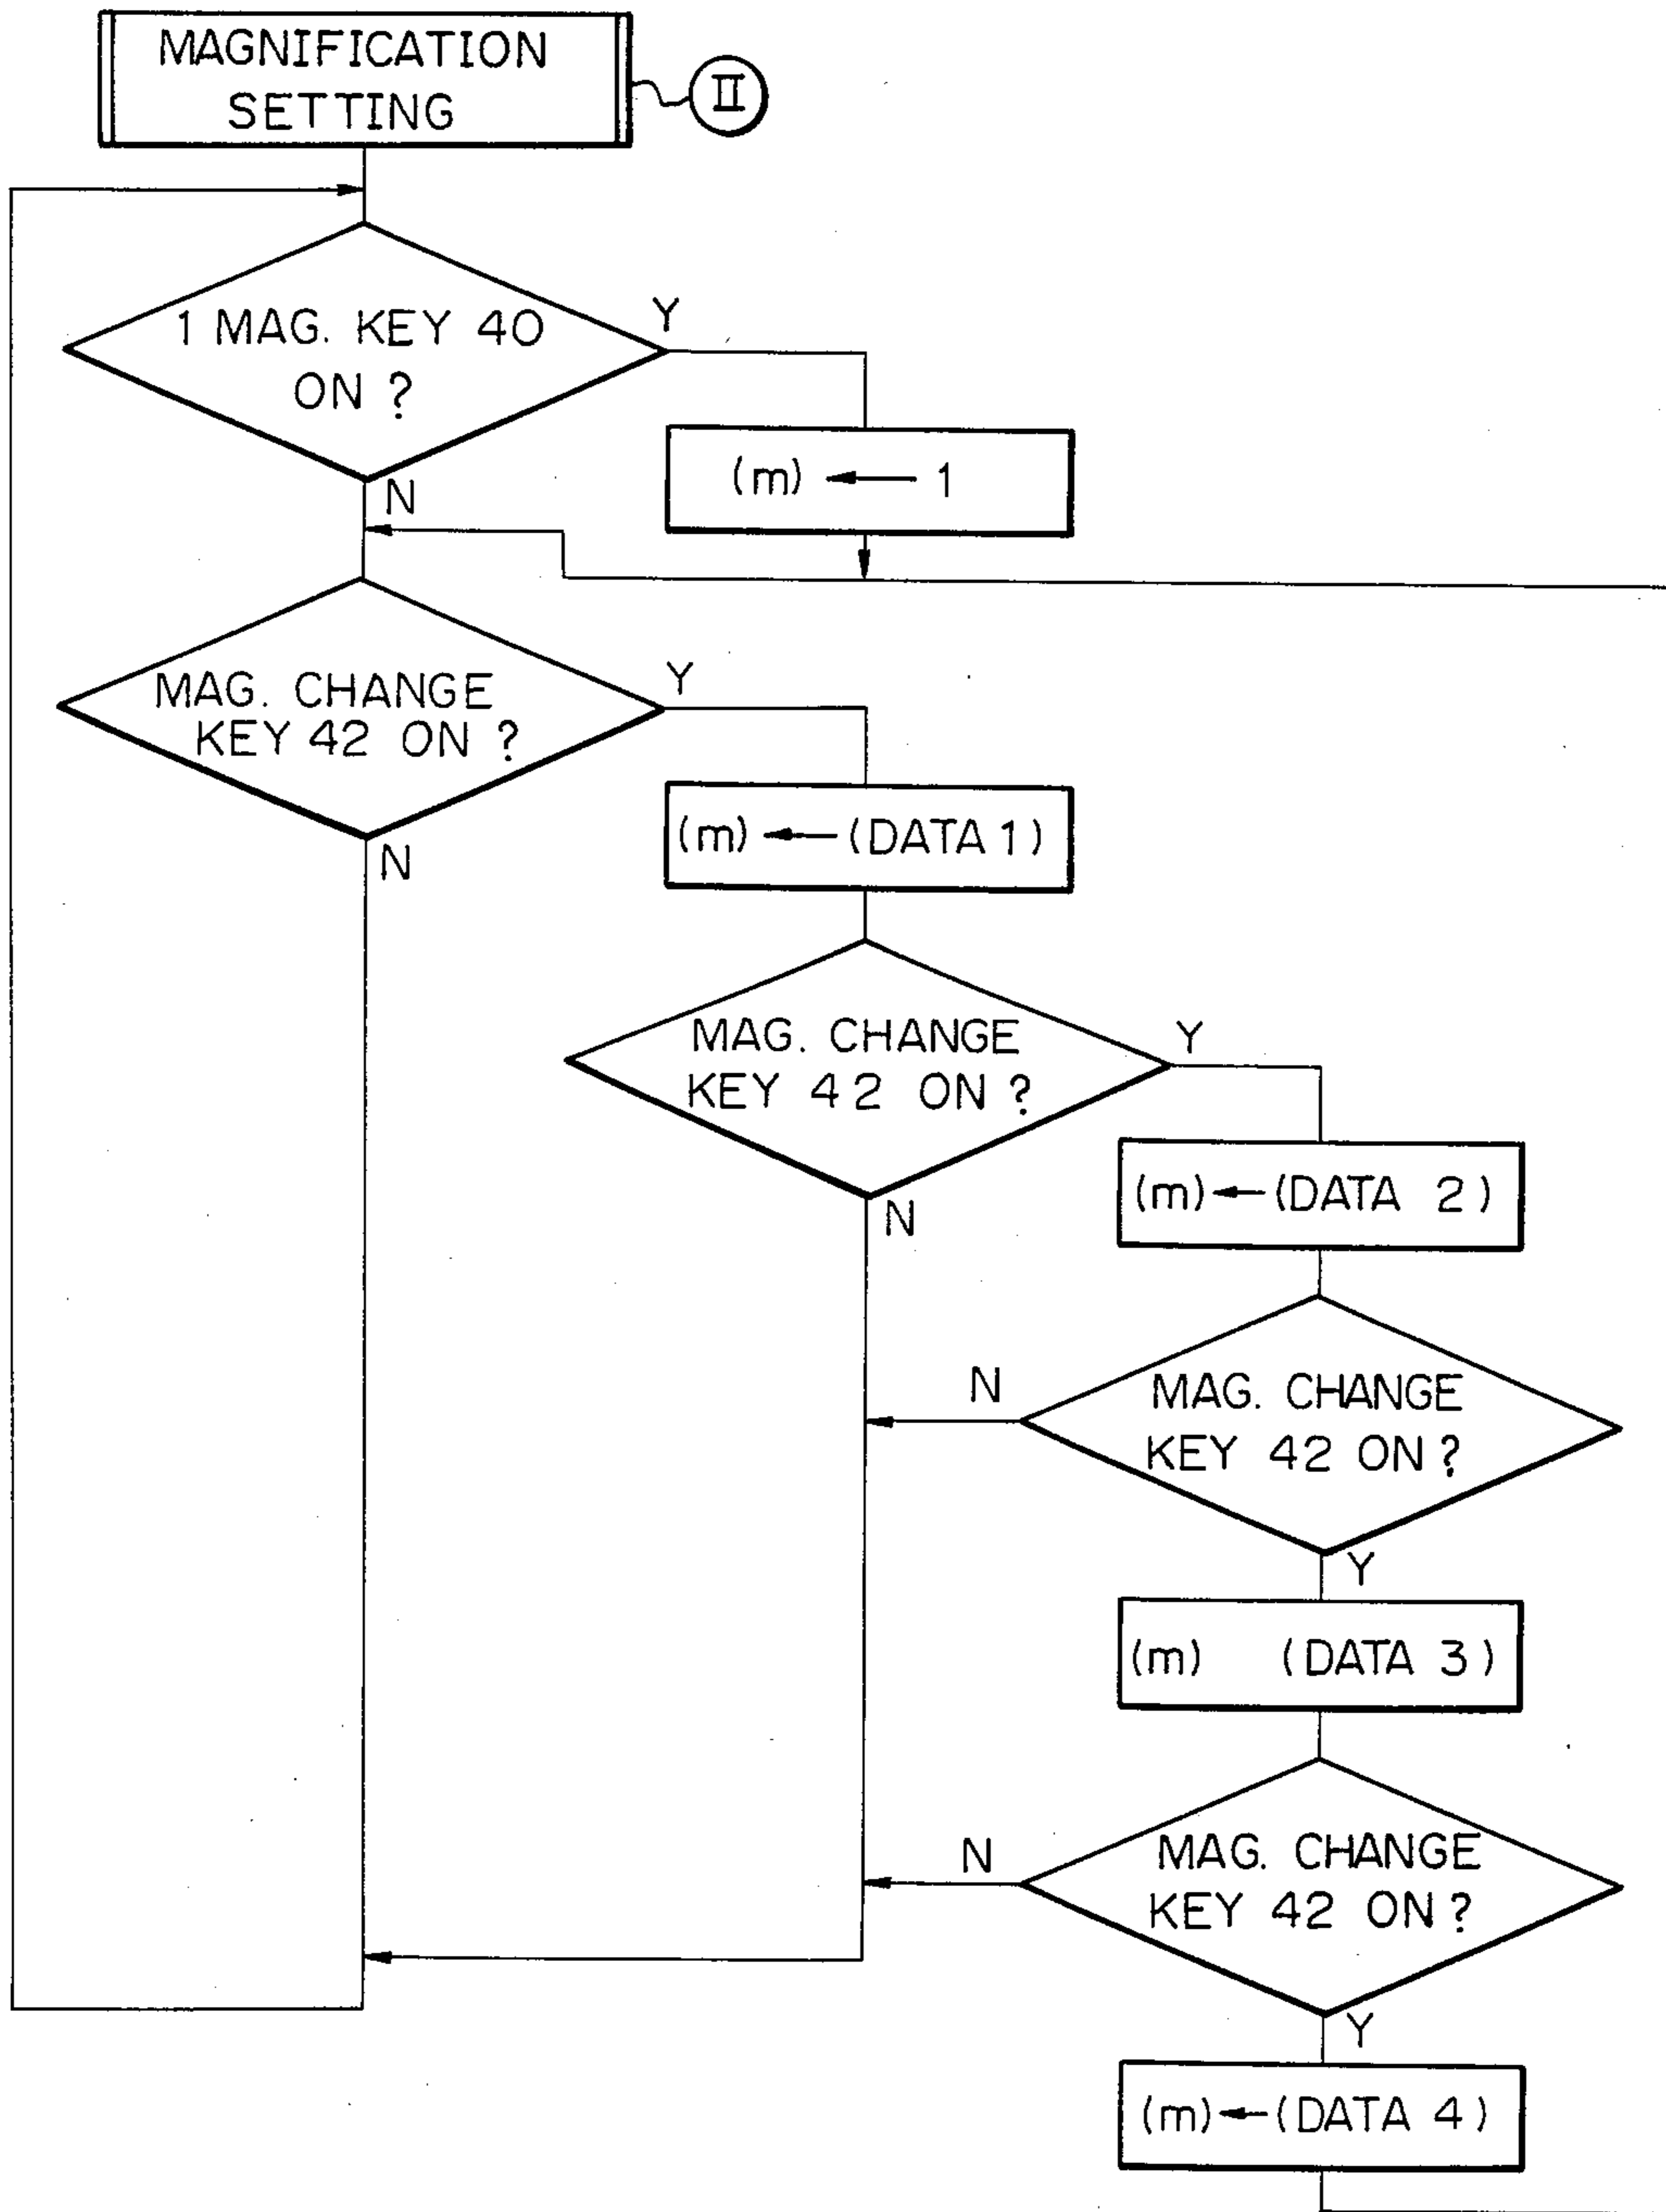 MAGNIFICATION
SETTING
II
1 MAG. KEY 40
ON ?
Y
N
(m) ← 1
MAG. CHANGE
KEY 42 ON ?
Y
N
(m) ← (DATA 1)
MAG. CHANGE
KEY 42 ON ?
Y
N
(m) ← (DATA 2)
MAG. CHANGE
KEY 42 ON ?
N
Y
(m) (DATA 3)
MAG. CHANGE
KEY 42 ON ?
N
Y
(m) ← (DATA 4)